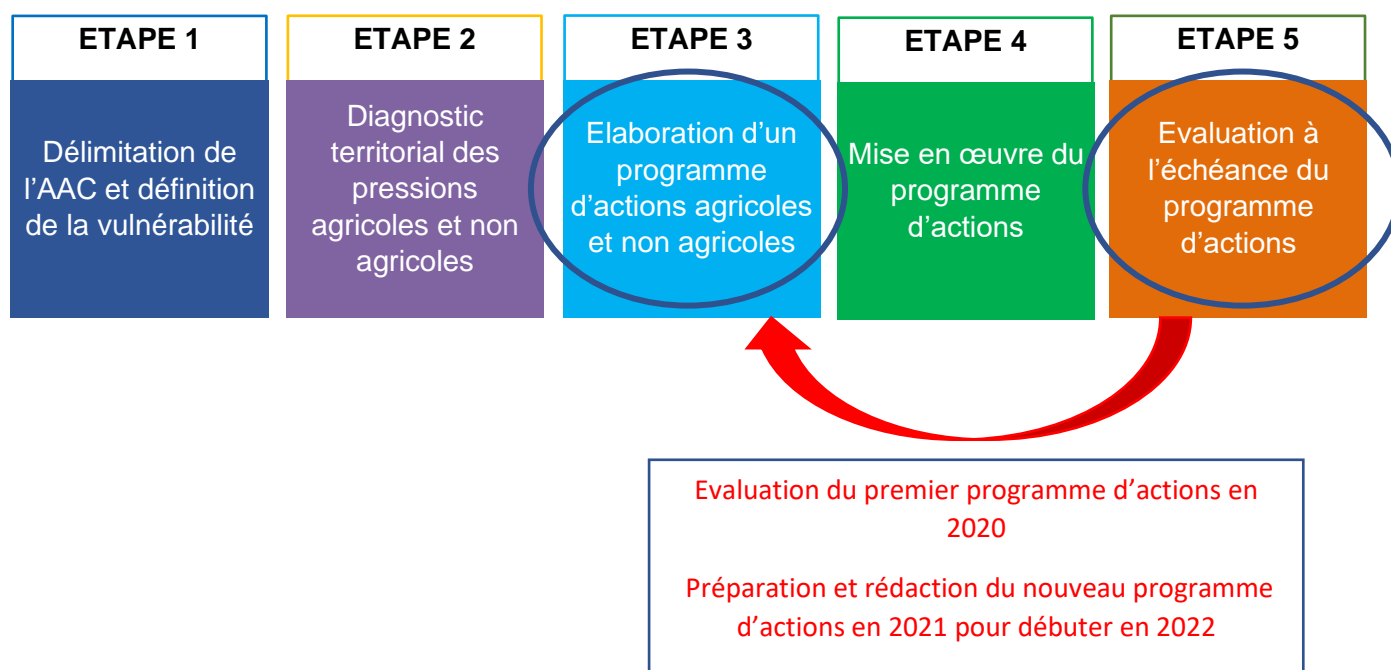 ETAPE 1
Délimitation de
l'AAC et définition
de la vulnérabilité
ETAPE 2
Diagnostic
territorial des
pressions
agricoles et non
agricoles
ETAPE 3
Elaboration d'un
programme
d'actions agricoles
et non agricoles
ETAPE 4
Mise en œuvre du
programme
d'actions
ETAPE 5
Evaluation à
l'échéance du
programme
d'actions
Evaluation du premier programme d'actions en
2020
Préparation et rédaction du nouveau programme
d'actions en 2021 pour débuter en 2022